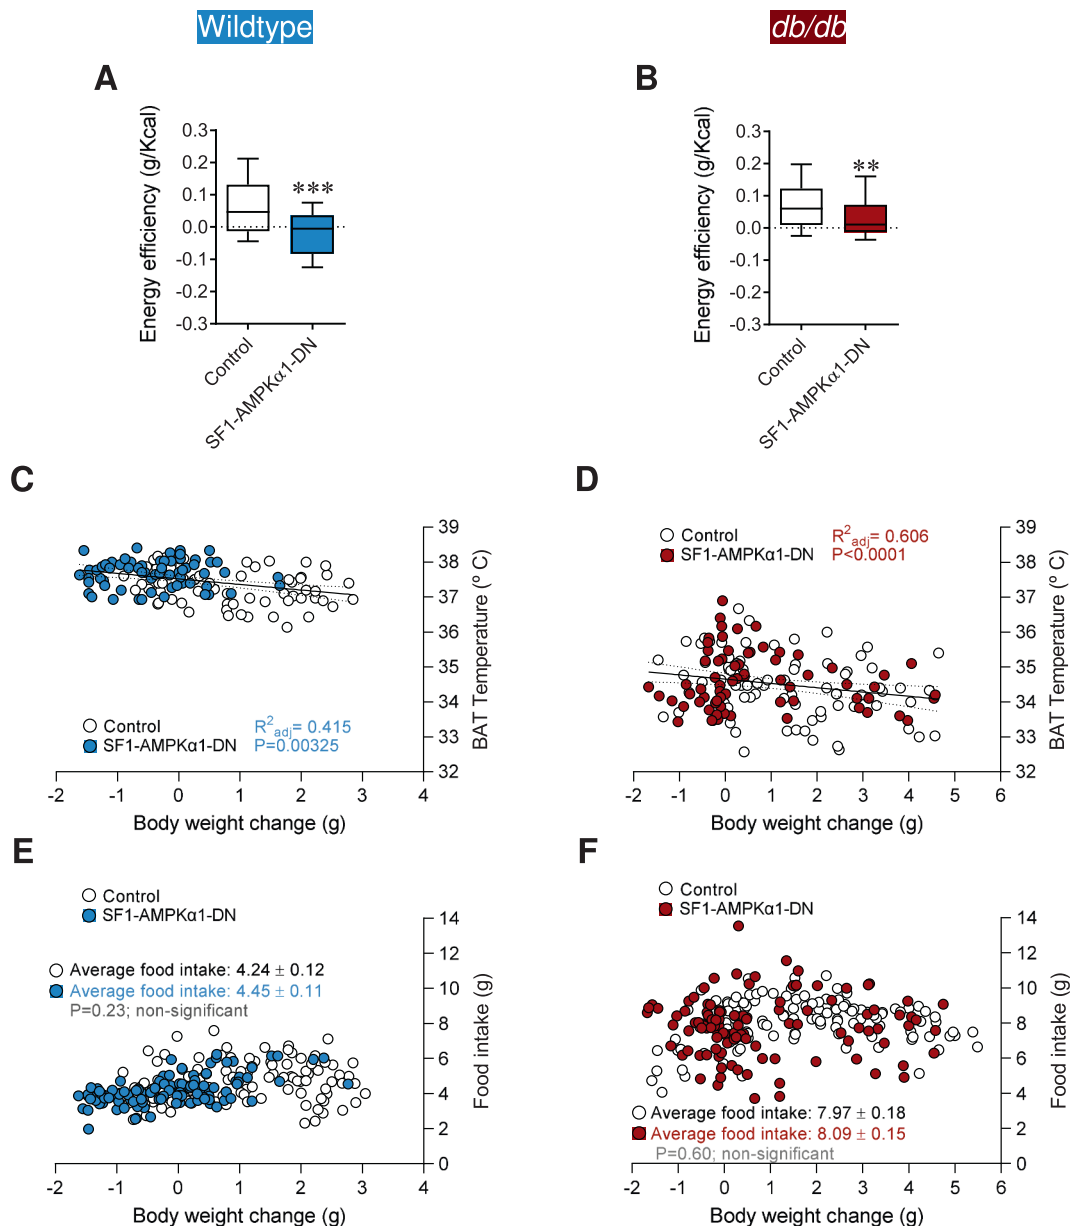 Wildtype
db/db
A
B
Energy efficiency (g/Kcal)
0.3
0.2
0.1
0.0
-0.1
-0.2
-0.3
***
Control
SF1-AMPKα1-DN
Energy efficiency (g/Kcal)
0.3
0.2
0.1
0.0
-0.1
-0.2
-0.3
**
Control
SF1-AMPKα1-DN
C
D
39
38
37
36
35
34
33
32
BAT Temperature (º C)
Control
SF1-AMPKα1-DN
R²adj= 0.415
P=0.00325
-2 -1 0 1 2 3 4
Body weight change (g)
Control
SF1-AMPKα1-DN
R²adj= 0.606
P<0.0001
39
38
37
36
35
34
33
32
BAT Temperature (º C)
-2 -1 0 1 2 3 4 5 6
Body weight change (g)
E
F
Control
SF1-AMPKα1-DN
Average food intake: 4.24 ± 0.12
Average food intake: 4.45 ± 0.11
P=0.23; non-significant
14
12
10
8
6
4
2
0
Food intake (g)
-2 -1 0 1 2 3 4
Body weight change (g)
Control
SF1-AMPKα1-DN
14
12
10
8
6
4
2
0
Food intake (g)
Average food intake: 7.97 ± 0.18
Average food intake: 8.09 ± 0.15
P=0.60; non-significant
-2 -1 0 1 2 3 4 5 6
Body weight change (g)